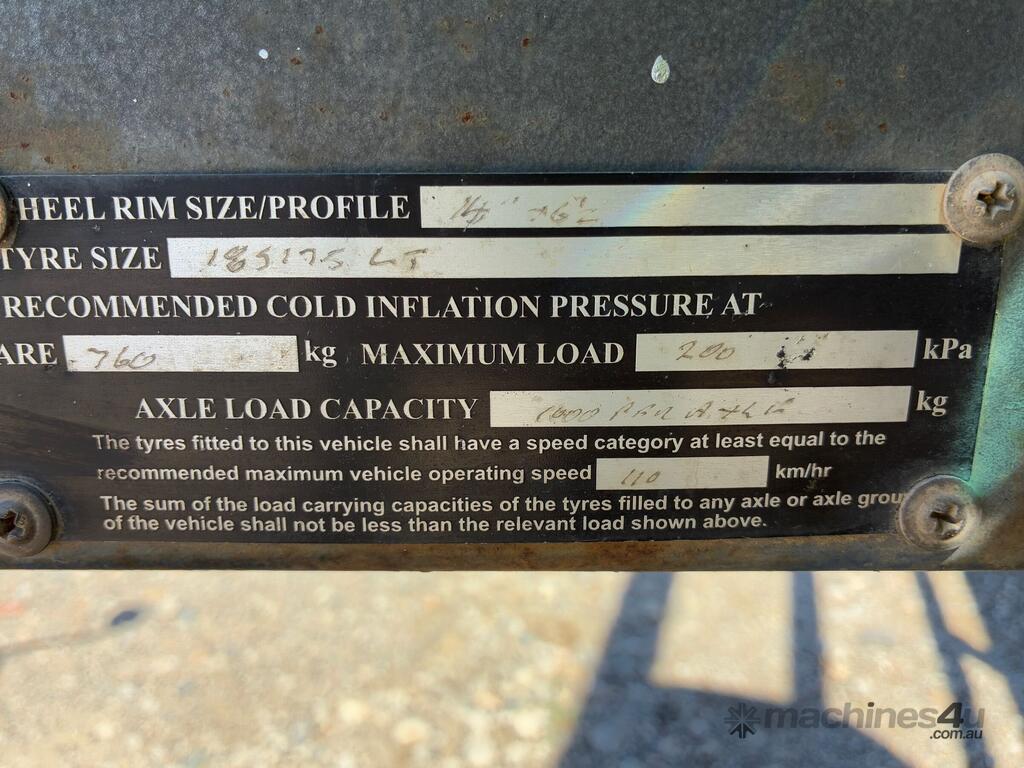 HEEL RIM SIZE/PROFILE 14"
TYRE SIZE 185175 LT
RECOMMENDED COLD INFLATION PRESSURE AT
ARE 760 kg MAXIMUM LOAD 200 kPa
AXLE LOAD CAPACITY kg
The tyres fitted to this vehicle shall have a speed category at least equal to the
recommended maximum vehicle operating speed 110 km/hr
The sum of the load carrying capacities of the tyres filled to any axle or axle grou
of the vehicle shall not be less than the relevant load shown above.
machines4u
.com.au